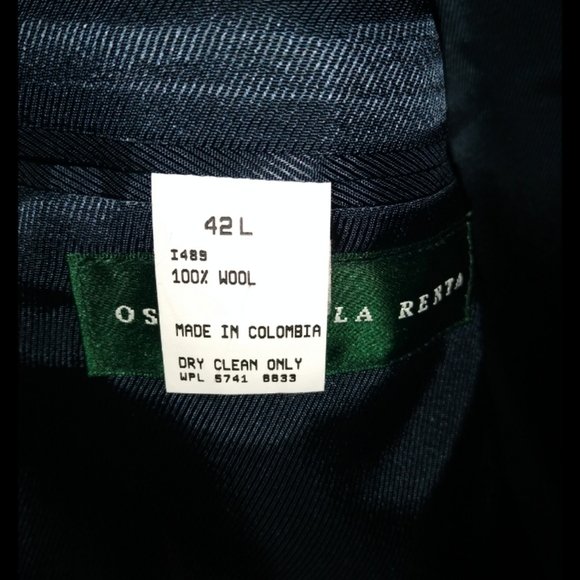 42 L
I489
100% WOOL
MADE IN COLOMBIA
DRY CLEAN ONLY
WPL 5741 8833
OS LA RENTA